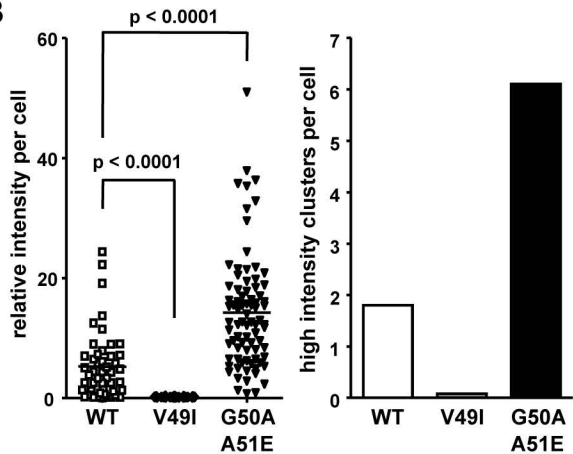 p < 0.0001
p < 0.0001
relative intensity per cell
60
40
20
0
WT V49I G50A
A51E
high intensity clusters per cell
7
6
5
4
3
2
1
0
WT V49I G50A
A51E